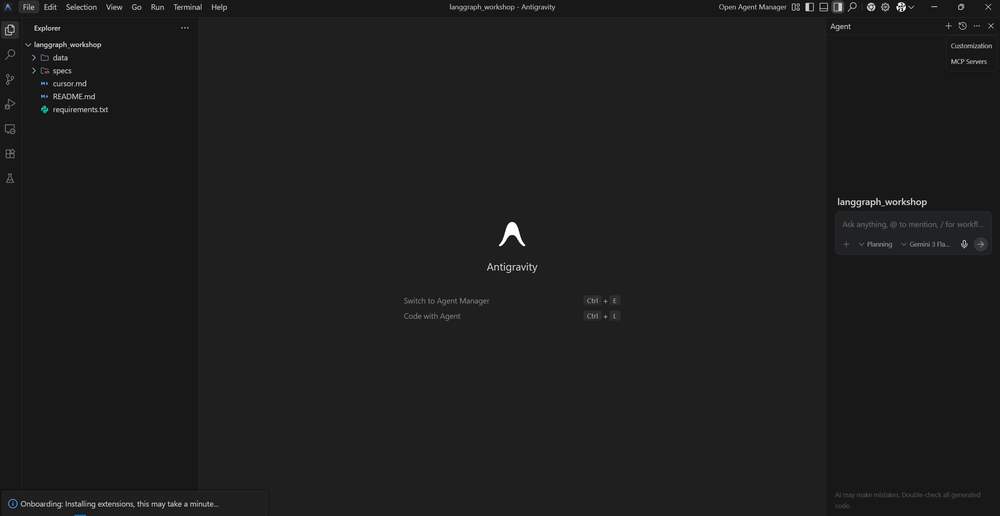 File Edit Selection View Go Run Terminal Help
langgraph_workshop - Antigravity
Open Agent Manager
Explorer
langgraph_workshop
data
specs
cursor.md
README.md
requirements.txt
Antigravity
Switch to Agent Manager Ctrl + E
Code with Agent Ctrl + L
Agent
Customization
MCP Servers
langgraph_workshop
Ask anything, @ to mention, / for workfl...
Planning Gemini 3 Fla...
AI may make mistakes. Double-check all generated
code.
Onboarding: Installing extensions, this may take a minute...